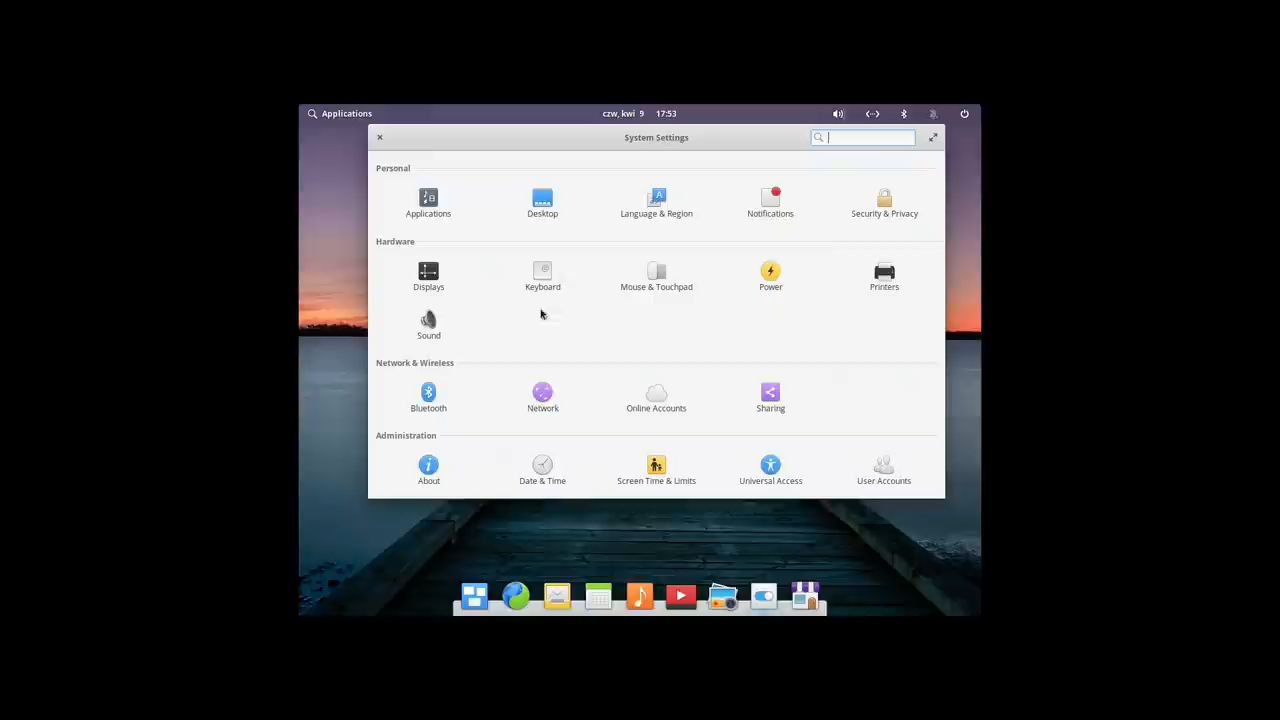 Applications czw, kwi 9 17:53
System Settings
Personal
Applications Desktop Language & Region Notifications Security & Privacy
Hardware
Displays Keyboard Mouse & Touchpad Power Printers
Sound
Network & Wireless
Bluetooth Network Online Accounts Sharing
Administration
About Date & Time Screen Time & Limits Universal Access User Accounts